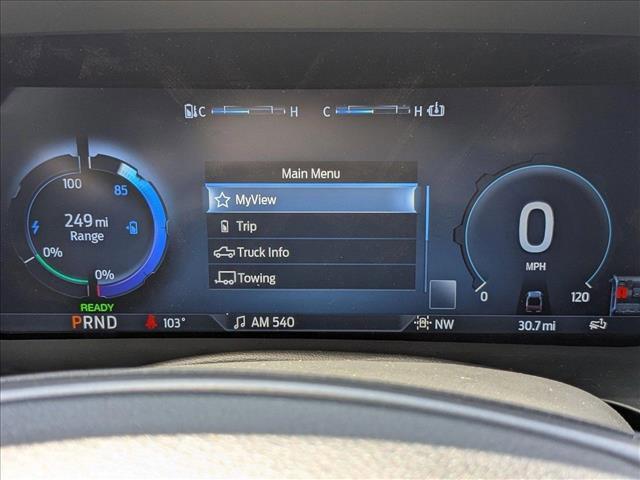 C H C H
Main Menu
MyView
Trip
Truck Info
Towing
100 85
249 mi
Range
0%
0%
READY
PRND 103°
AM 540
NW
30.7 mi
0
MPH
0 120